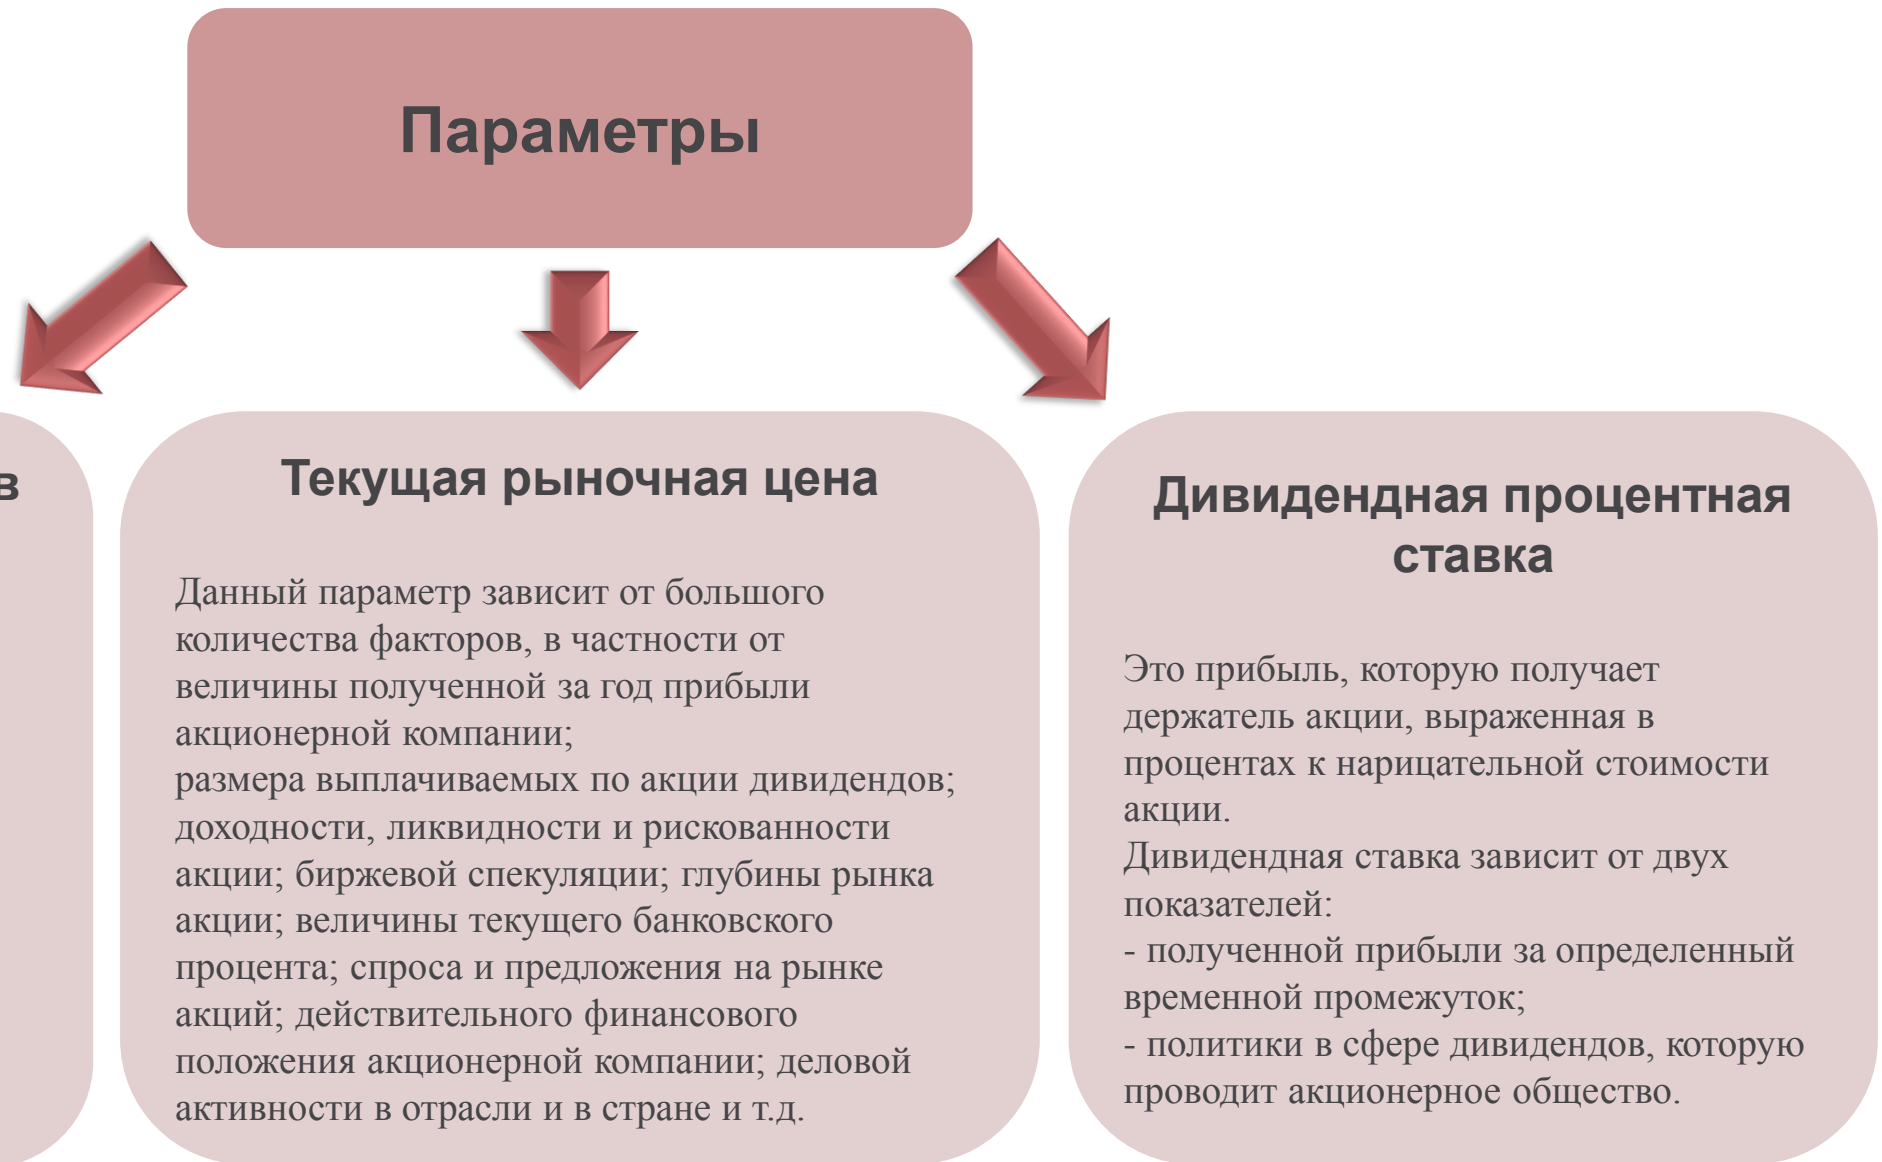 Параметры
в
Текущая рыночная цена
Данный параметр зависит от большого
количества факторов, в частности от
величины полученной за год прибыли
акционерной компании;
размера выплачиваемых по акции дивидендов;
доходности, ликвидности и рискованности
акции; биржевой спекуляции; глубины рынка
акции; величины текущего банковского
процента; спроса и предложения на рынке
акций; действительного финансового
положения акционерной компании; деловой
активности в отрасли и в стране и т.д.
Дивидендная процентная
ставка
Это прибыль, которую получает
держатель акции, выраженная в
процентах к нарицательной стоимости
акции.
Дивидендная ставка зависит от двух
показателей:
- полученной прибыли за определенный
временной промежуток;
- политики в сфере дивидендов, которую
проводит акционерное общество.